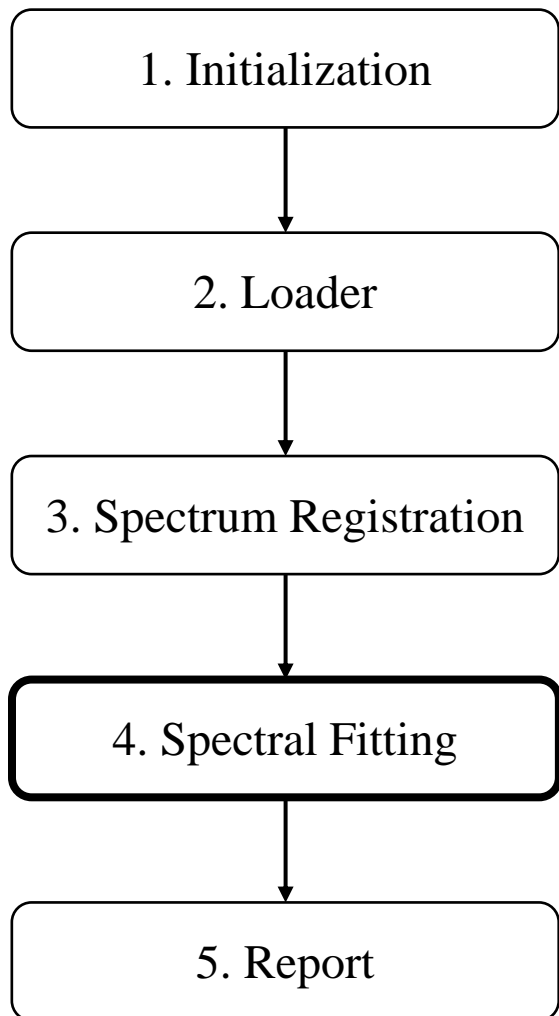 1. Initialization
2. Loader
3. Spectrum Registration
4. Spectral Fitting
5. Report